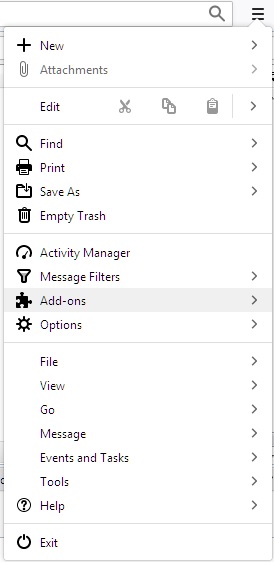 New
Attachments
Edit
Find
Print
Save As
Empty Trash
Activity Manager
Message Filters
Add-ons
Options
File
View
Go
Message
Events and Tasks
Tools
Help
Exit